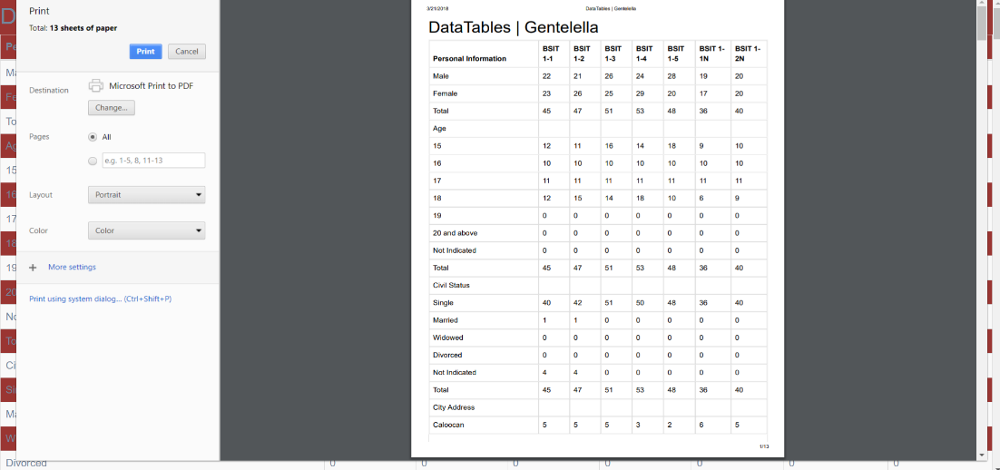 Print
Total: 13 sheets of paper
Print Cancel
Destination Microsoft Print to PDF
Change...
Pages All
e.g. 1-5, 8, 11-13
Layout Portrait
Color Color
+ More settings
Print using system dialog... (Ctrl+Shift+P)
3/21/2018 DataTables | Gentelella
DataTables | Gentelella
Personal Information BSIT 1-1 BSIT 1-2 BSIT 1-3 BSIT 1-4 BSIT 1-5 BSIT 1-1N BSIT 1-2N
Male 22 21 26 24 28 19 20
Female 23 26 25 29 20 17 20
Total 45 47 51 53 48 36 40
Age
15 12 11 16 14 18 9 10
16 10 10 10 10 10 10 10
17 11 11 11 11 11 11 11
18 12 15 14 18 10 6 9
19 0 0 0 0 0 0 0
20 and above 0 0 0 0 0 0 0
Not Indicated 0 0 0 0 0 0 0
Total 45 47 51 53 48 36 40
Civil Status
Single 40 42 51 50 48 36 40
Married 1 1 0 0 0 0 0
Widowed 0 0 0 0 0 0 0
Divorced 0 0 0 0 0 0 0
Not Indicated 4 4 0 0 0 0 0
Total 45 47 51 53 48 36 40
City Address
Caloocan 5 5 5 3 2 6 5
1/13
D
Pe
Ma
Fe
To
Ag
15
16
17
18
19
20
No
To
Ci
Si
Ma
W
Divorced 0 0 0 0 0 0 0